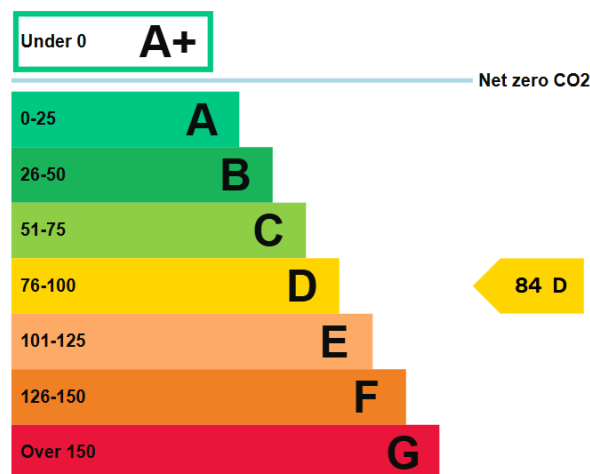 Under 0 A+
Net zero CO2
0-25 A
26-50 B
51-75 C
76-100 D
84 D
101-125 E
126-150 F
Over 150 G